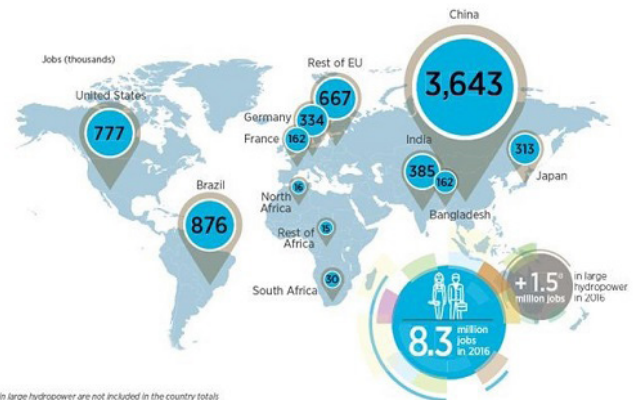 China
Jobs (thousands)
Rest of EU
United States
3,643
667
Germany
334
777
France
162
India
313
385
162
Japan
Brazil
16
North
Africa
Bangladesh
876
15
Rest of
Africa
30
South Africa
+1.5ª
million jobs
in large
hydropower
in 2016
8.3
million
jobs
in 2016
in large hydropower are not included in the country totals